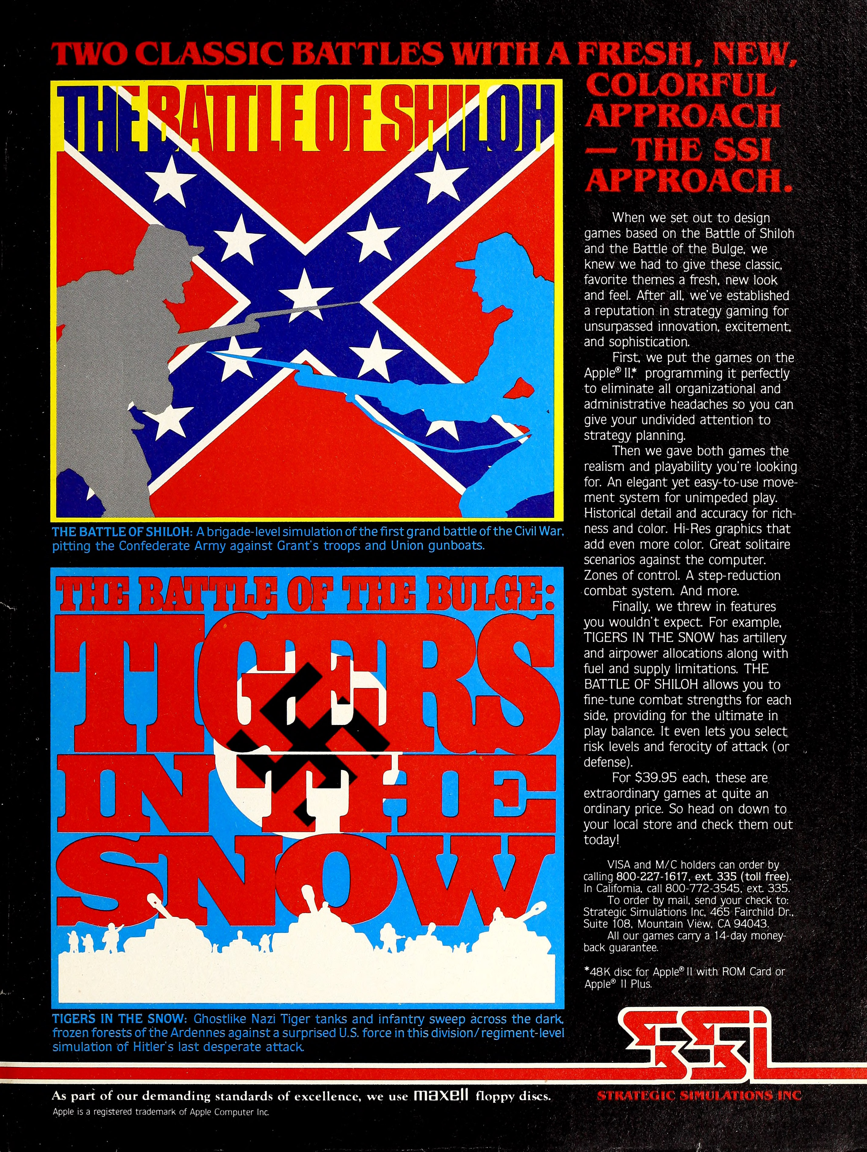 TWO CLASSIC BATTLES WITH A FRESH, NEW,
COLORFUL
APPROACH
— THE SSI
APPROACH.
THE BATTLE OF SHILOH
THE BATTLE OF SHILOH: A brigade-level simulation of the first grand battle of the Civil War,
pitting the Confederate Army against Grant's troops and Union gunboats.
THE BATTLE OF THE BULGE:
TIGERS
IN THE
SNOW
TIGERS IN THE SNOW: Ghostlike Nazi Tiger tanks and infantry sweep across the dark,
frozen forests of the Ardennes against a surprised U.S. force in this division/regiment-level
simulation of Hitler's last desperate attack.
When we set out to design
games based on the Battle of Shiloh
and the Battle of the Bulge, we
knew we had to give these classic,
favorite themes a fresh, new look
and feel. After all, we've established
a reputation in strategy gaming for
unsurpassed innovation, excitement,
and sophistication.
First, we put the games on the
Apple® II,* programming it perfectly
to eliminate all organizational and
administrative headaches so you can
give your undivided attention to
strategy planning.
Then we gave both games the
realism and playability you're looking
for. An elegant yet easy-to-use move-
ment system for unimpeded play.
Historical detail and accuracy for rich-
ness and color. Hi-Res graphics that
add even more color. Great solitaire
scenarios against the computer.
Zones of control. A step-reduction
combat system. And more.
Finally, we threw in features
you wouldn't expect. For example,
TIGERS IN THE SNOW has artillery
and airpower allocations along with
fuel and supply limitations. THE
BATTLE OF SHILOH allows you to
fine-tune combat strengths for each
side, providing for the ultimate in
play balance. It even lets you select
risk levels and ferocity of attack (or
defense).
For $39.95 each, these are
extraordinary games at quite an
ordinary price. So head on down to
your local store and check them out
today!
VISA and M/C holders can order by
calling 800-227-1617, ext. 335 (toll free).
In California, call 800-772-3545, ext. 335.
To order by mail, send your check to:
Strategic Simulations Inc, 465 Fairchild Dr.,
Suite 108, Mountain View, CA 94043.
All our games carry a 14-day money-
back guarantee.
*48K disc for Apple® II with ROM Card or
Apple® II Plus.
SSI
STRATEGIC SIMULATIONS INC
As part of our demanding standards of excellence, we use maxell floppy discs.
Apple is a registered trademark of Apple Computer Inc.